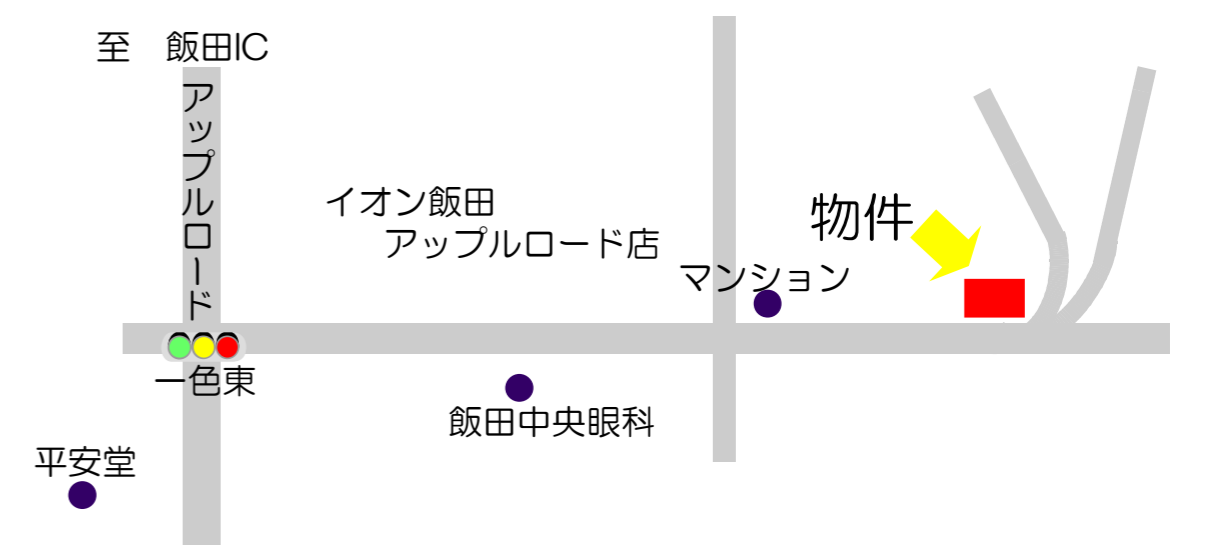 至　飯田IC
アップルロード
イオン飯田
アップルロード店
物件
マンション
一色東
飯田中央眼科
平安堂